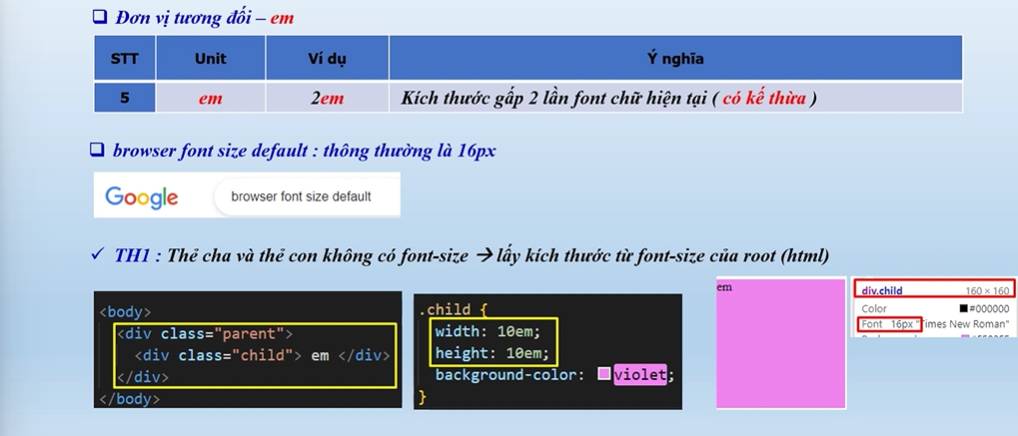 Đơn vị tương đối – em
STT Unit Ví dụ Ý nghĩa
5 em 2em Kích thước gấp 2 lần font chữ hiện tại ( có kế thừa )
browser font size default : thông thường là 16px
Google browser font size default
✓ TH1 : Thẻ cha và thẻ con không có font-size → lấy kích thước từ font-size của root (html)
<body>
<div class="parent">
<div class="child"> em </div>
</div>
</body>
.child {
width: 10em;
height: 10em;
background-color: violet;
}
em
div.child 160 × 160
Color #000000
Font 16px "Times New Roman"